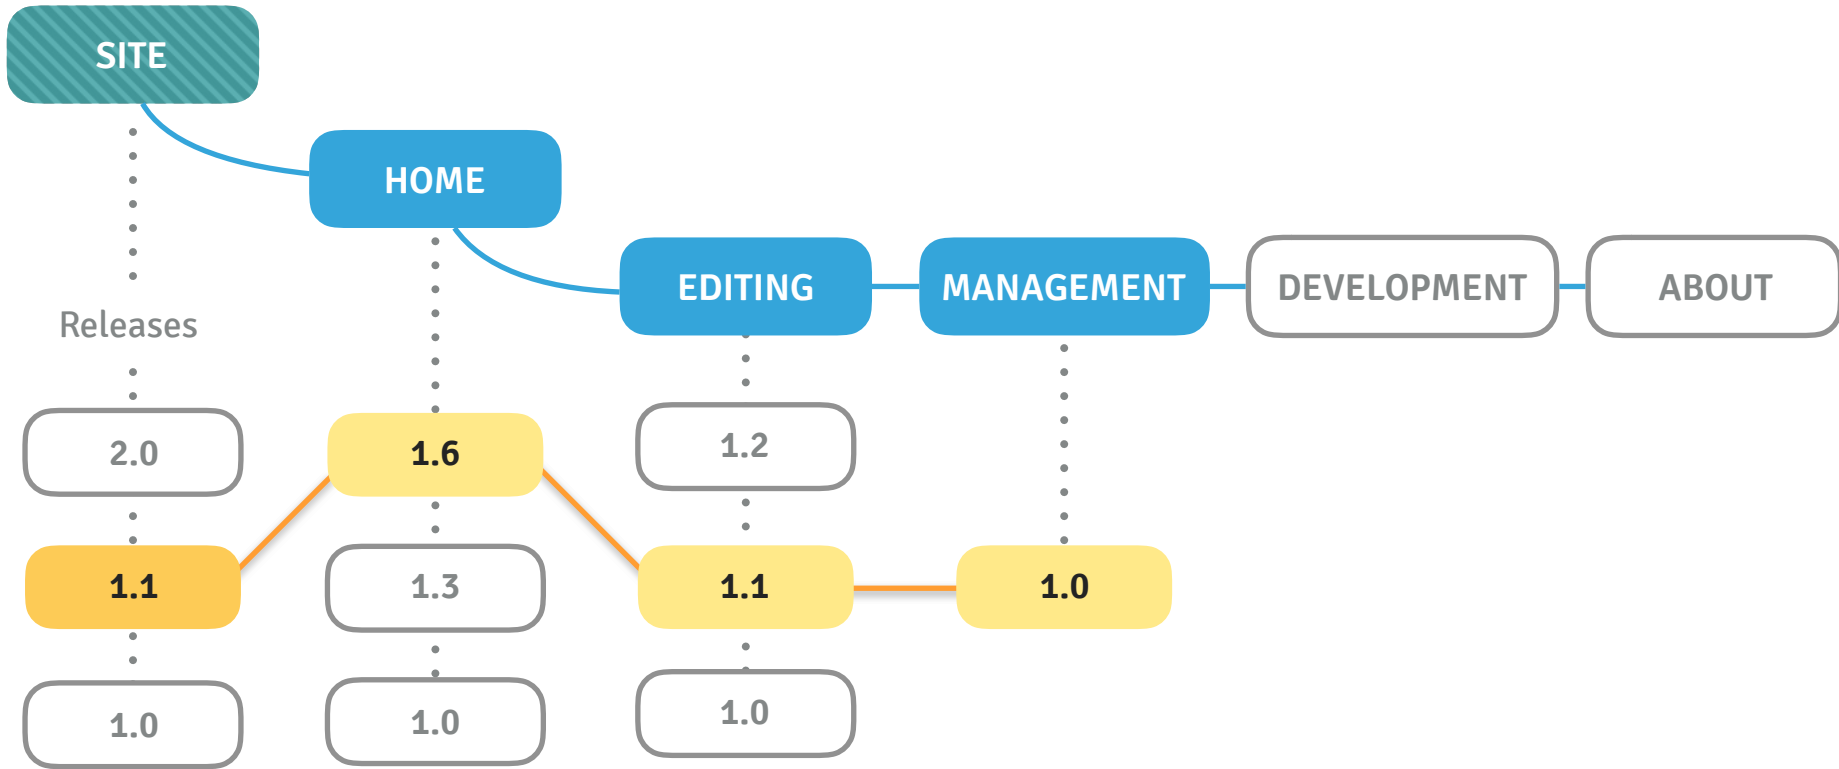 SITE
HOME
EDITING
MANAGEMENT
DEVELOPMENT
ABOUT
Releases
2.0
1.6
1.2
1.1
1.3
1.1
1.0
1.0
1.0
1.0